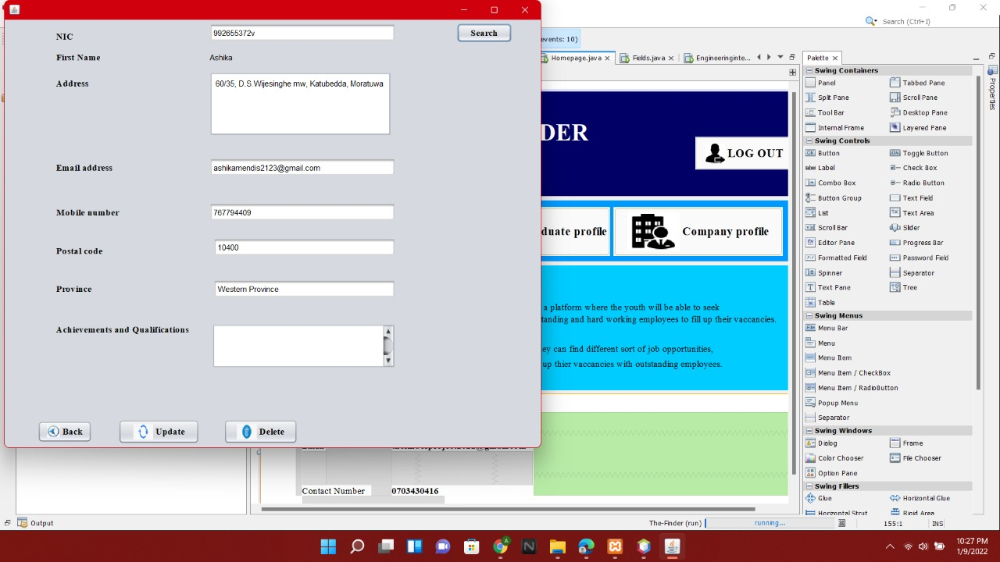 NIC
992655372v
Search
First Name
Ashika
Address
60/35, D.S.Wijesinghe mw, Katubedda, Moratuwa
Email address
ashikamendis2123@gmail.com
Mobile number
767794409
Postal code
10400
Province
Western Province
Achievements and Qualifications
Back
Update
Delete
Search (Ctrl+I)
events: 10)
Homepage.java
Fields.java
Engineeringinte...
DER
LOG OUT
duate profile
Company profile
a platform where the youth will be able to seek
tanding and hard working employees to fill up their vaccancies.
ey can find different sort of job opportunities,
up thier vaccancies with outstanding employees.
Contact Number
0703430416
Palette
Swing Containers
Panel
Tabbed Pane
Split Pane
Scroll Pane
Tool Bar
Desktop Pane
Internal Frame
Layered Pane
Swing Controls
Button
Toggle Button
Label
Check Box
Combo Box
Radio Button
Button Group
Text Field
List
Text Area
Scroll Bar
Slider
Editor Pane
Progress Bar
Formatted Field
Password Field
Spinner
Separator
Text Pane
Tree
Table
Swing Menus
Menu Bar
Menu
Menu Item
Menu Item / CheckBox
Menu Item / RadioButton
Popup Menu
Separator
Swing Windows
Dialog
Frame
Color Chooser
File Chooser
Option Pane
Swing Fillers
Glue
Horizontal Glue
Horizontal Strut
Rigid Area
Properties
Output
The-Finder (run)
running...
155:1
INS
10:27 PM
1/9/2022